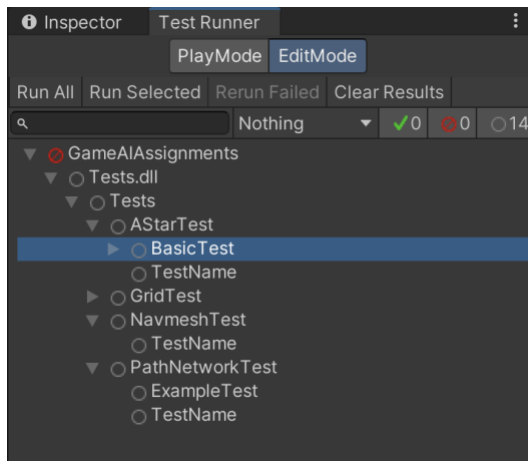 Inspector Test Runner
PlayMode EditMode
Run All Run Selected Rerun Failed Clear Results
Nothing 0 0 14
GameAIAssignments
Tests.dll
Tests
AStarTest
BasicTest
TestName
GridTest
NavmeshTest
TestName
PathNetworkTest
ExampleTest
TestName